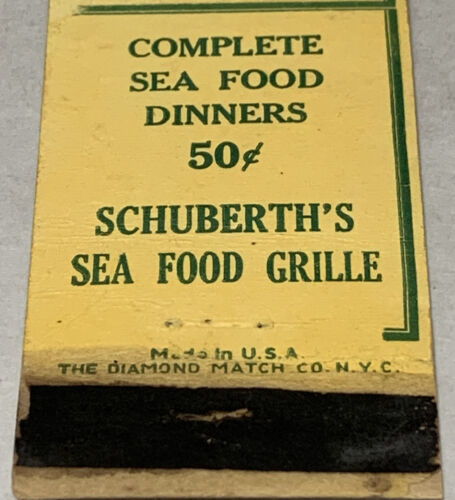 COMPLETE
SEA FOOD
DINNERS
50¢
SCHUBERTH'S
SEA FOOD GRILLE
Made in U.S.A.
THE DIAMOND MATCH CO. N.Y.C.